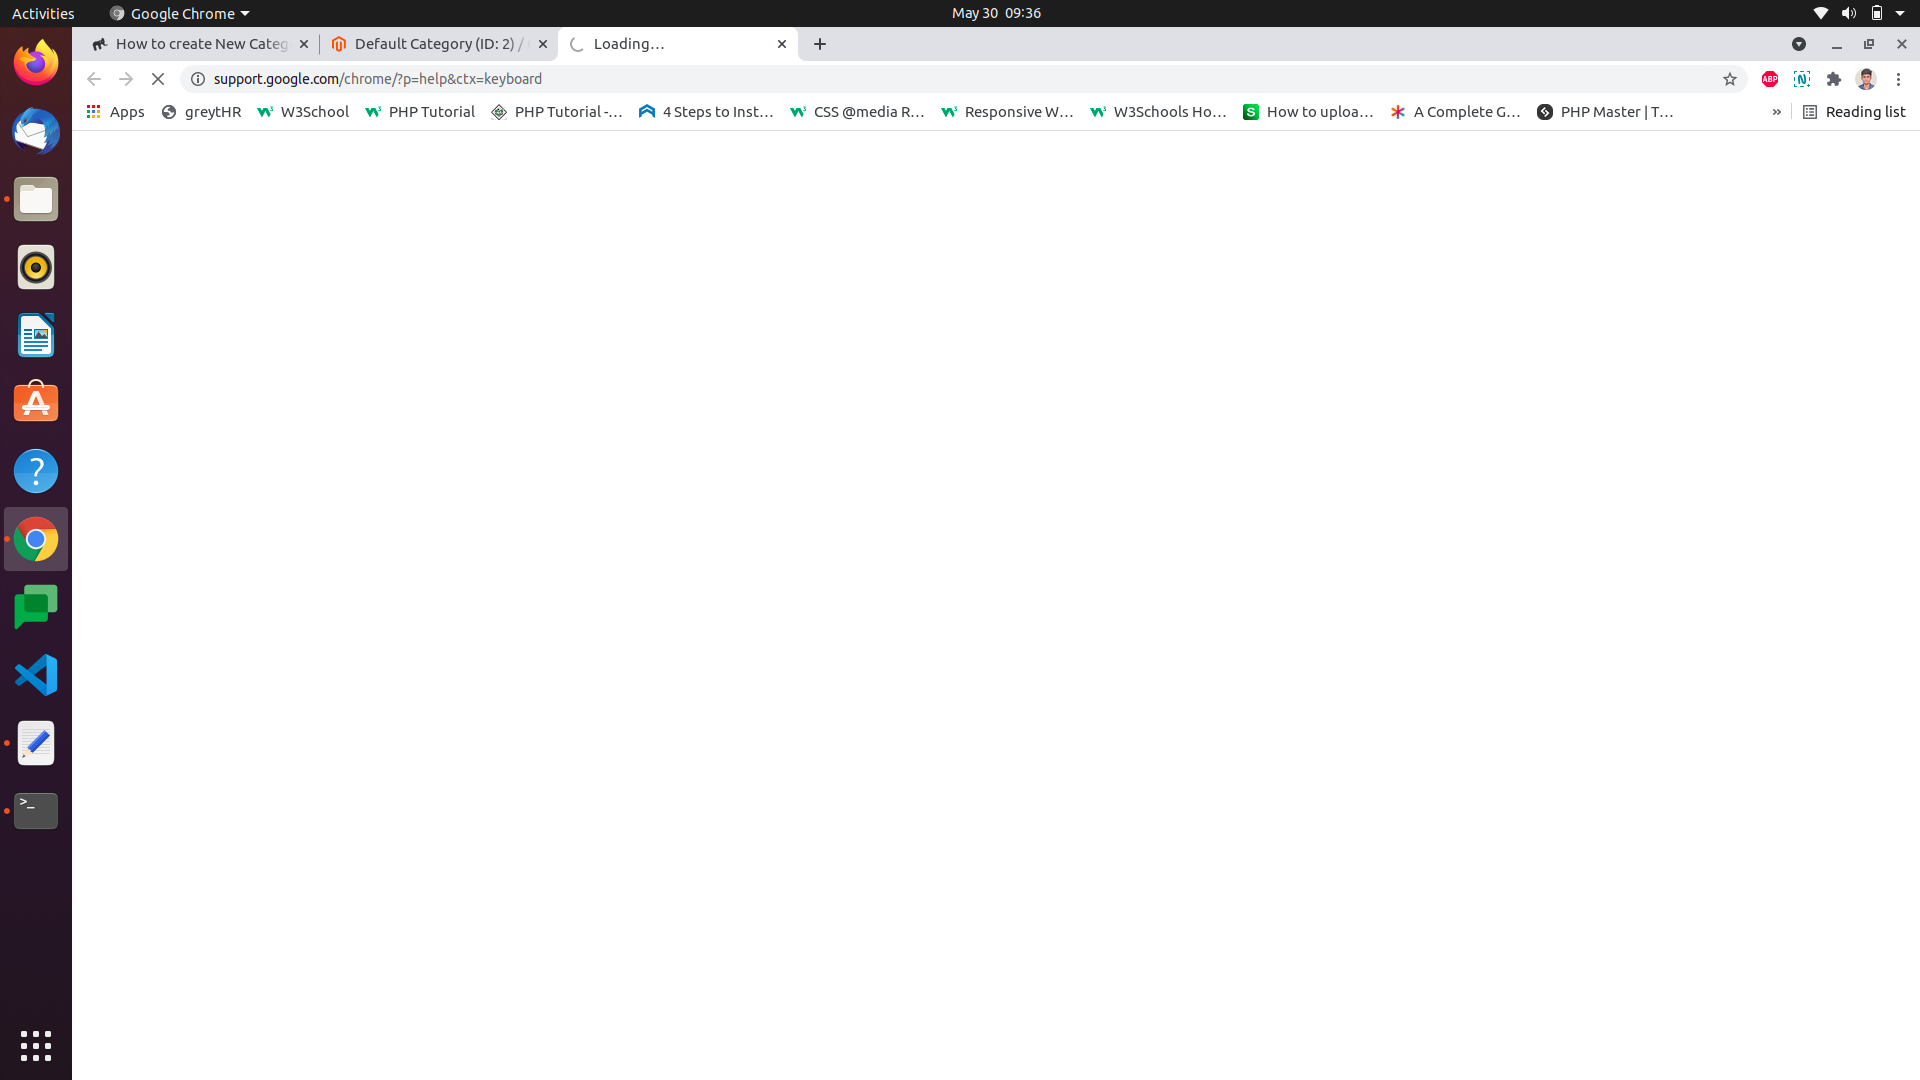 Activities Google Chrome May 30 09:36
How to create New Categ Default Category (ID: 2) / Loading…
support.google.com/chrome/?p=help&ctx=keyboard ABP N
Apps greytHR W3School PHP Tutorial PHP Tutorial -… 4 Steps to Inst… CSS @media R… Responsive W… W3Schools Ho… S How to uploa… A Complete G… PHP Master | T… » Reading list
A
?
>_